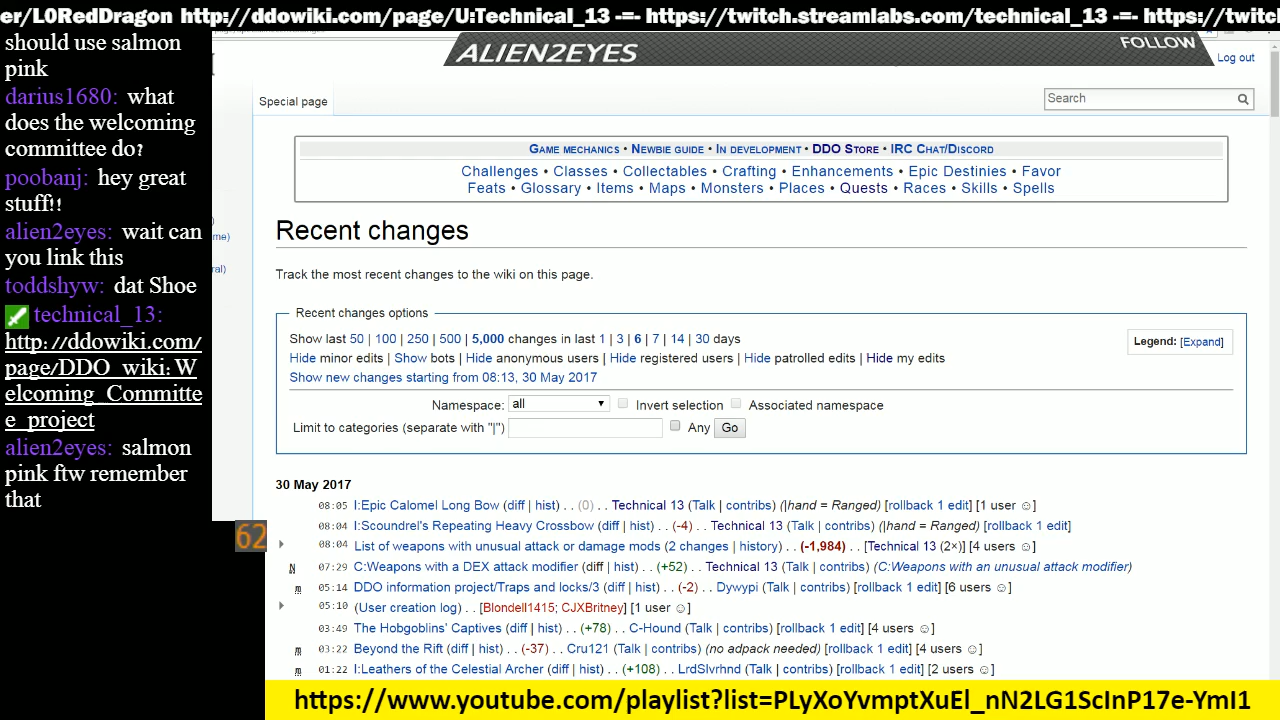 er/L0RedDragon http://ddowiki.com/page/U:Technical_13 -=- https://twitch.streamlabs.com/technical_13 -=- https://twitc
should use salmon
pink
darius1680: what
does the welcoming
committee do?
poobanj: hey great
stuff!!
alien2eyes: wait can
you link this
toddshyw: dat Shoe
technical_13:
http://ddowiki.com/
page/DDO_wiki:W
elcoming_Committe
e_project
alien2eyes: salmon
pink ftw remember
that
62
me)
ral)
ALIEN2EYES
FOLLOW
Log out
Special page
Search
GAME MECHANICS • NEWBIE GUIDE • IN DEVELOPMENT • DDO STORE • IRC CHAT/DISCORD
Challenges • Classes • Collectables • Crafting • Enhancements • Epic Destinies • Favor
Feats • Glossary • Items • Maps • Monsters • Places • Quests • Races • Skills • Spells
Recent changes
Track the most recent changes to the wiki on this page.
Recent changes options
Show last 50 | 100 | 250 | 500 | 5,000 changes in last 1 | 3 | 6 | 7 | 14 | 30 days
Legend: [Expand]
Hide minor edits | Show bots | Hide anonymous users | Hide registered users | Hide patrolled edits | Hide my edits
Show new changes starting from 08:13, 30 May 2017
Namespace: all Invert selection Associated namespace
Limit to categories (separate with "|") Any Go
30 May 2017
08:05 I:Epic Calomel Long Bow (diff | hist) . . (0) . . Technical 13 (Talk | contribs) (|hand = Ranged) [rollback 1 edit] [1 user ☺]
08:04 I:Scoundrel's Repeating Heavy Crossbow (diff | hist) . . (-4) . . Technical 13 (Talk | contribs) (|hand = Ranged) [rollback 1 edit]
08:04 List of weapons with unusual attack or damage mods (2 changes | history) . . (-1,984) . . [Technical 13 (2×)] [4 users ☺]
N 07:29 C:Weapons with a DEX attack modifier (diff | hist) . . (+52) . . Technical 13 (Talk | contribs) (C:Weapons with an unusual attack modifier)
m 05:14 DDO information project/Traps and locks/3 (diff | hist) . . (-2) . . Dywypi (Talk | contribs) [rollback 1 edit] [6 users ☺]
05:10 (User creation log) . . [Blondell1415; CJXBritney] [1 user ☺]
03:49 The Hobgoblins' Captives (diff | hist) . . (+78) . . C-Hound (Talk | contribs) [rollback 1 edit] [4 users ☺]
m 03:22 Beyond the Rift (diff | hist) . . (-37) . . Cru121 (Talk | contribs) (no adpack needed) [rollback 1 edit] [4 users ☺]
m 01:22 I:Leathers of the Celestial Archer (diff | hist) . . (+108) . . LrdSlvrhnd (Talk | contribs) [rollback 1 edit] [2 users ☺]
https://www.youtube.com/playlist?list=PLyXoYvmptXuEl_nN2LG1ScInP17e-YmI1